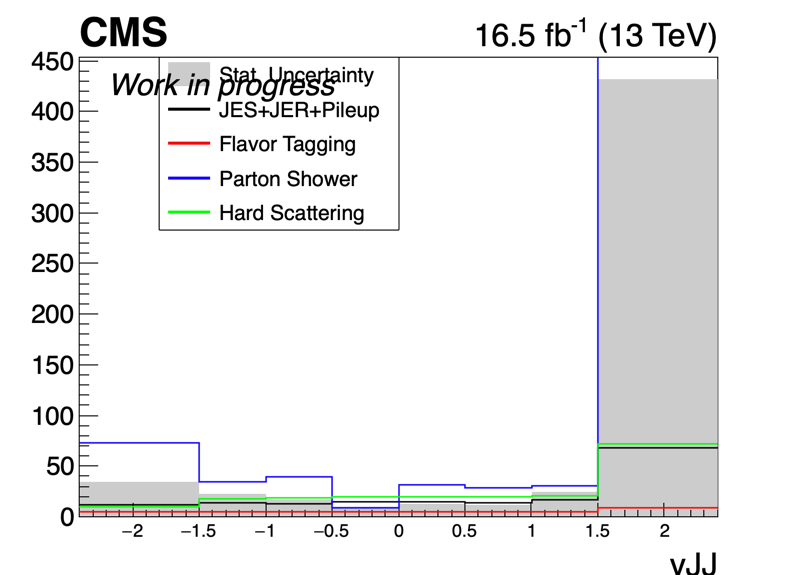 CMS
16.5 fb-1 (13 TeV)
Work in progress
Stat. Uncertainty
JES+JER+Pileup
Flavor Tagging
Parton Shower
Hard Scattering
450
400
350
300
250
200
150
100
50
0
−2 −1.5 −1 −0.5 0 0.5 1 1.5 2
yJJ